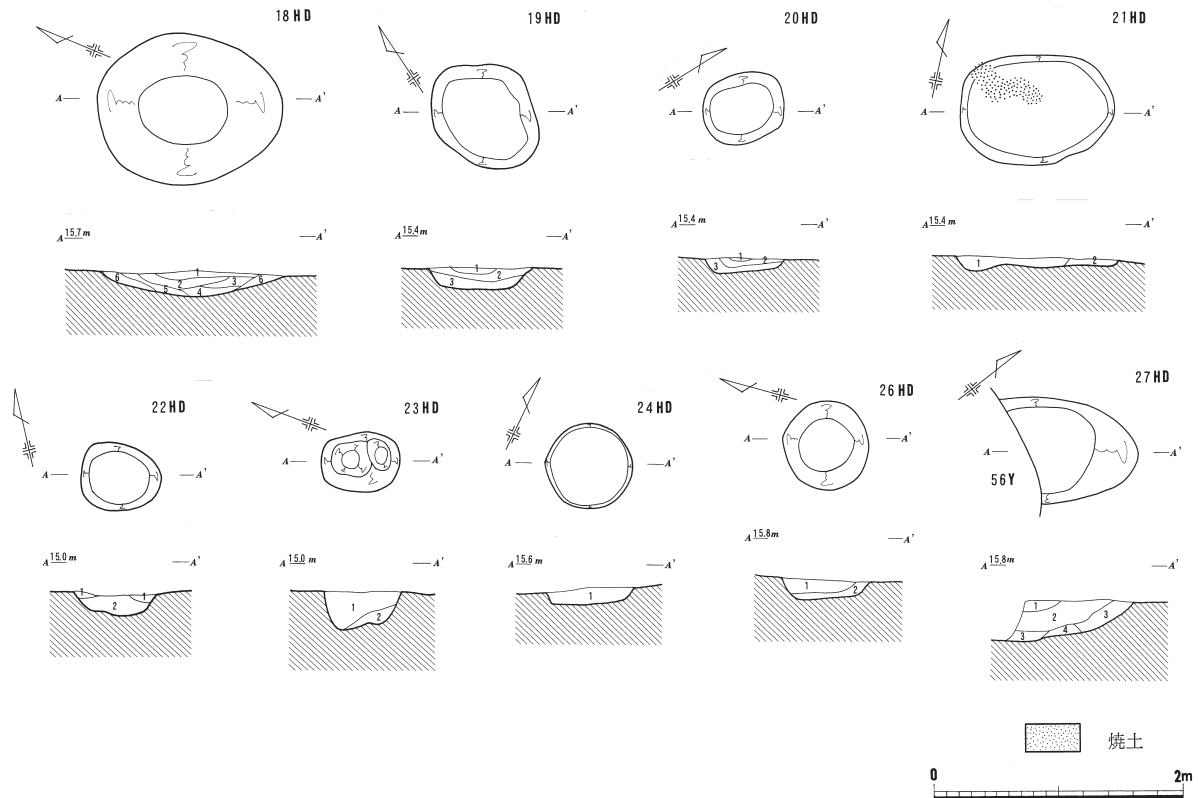 18HD
A — A'
A 15.7m — A'
1
2
3
4
5
6
6
19HD
A — A'
A 15.4m — A'
1
2
3
20HD
A — A'
A 15.4m — A'
1
2
3
21HD
A — A'
A 15.4m — A'
1
2
22HD
A — A'
A 15.0m — A'
1
1
2
23HD
A — A'
A 15.0m — A'
1
2
24HD
A — A'
A 15.6m — A'
1
26HD
A — A'
A 15.8m — A'
1
2
27HD
A — A'
56Y
A 15.8m — A'
1
2
3
3
4
焼土
0 2m